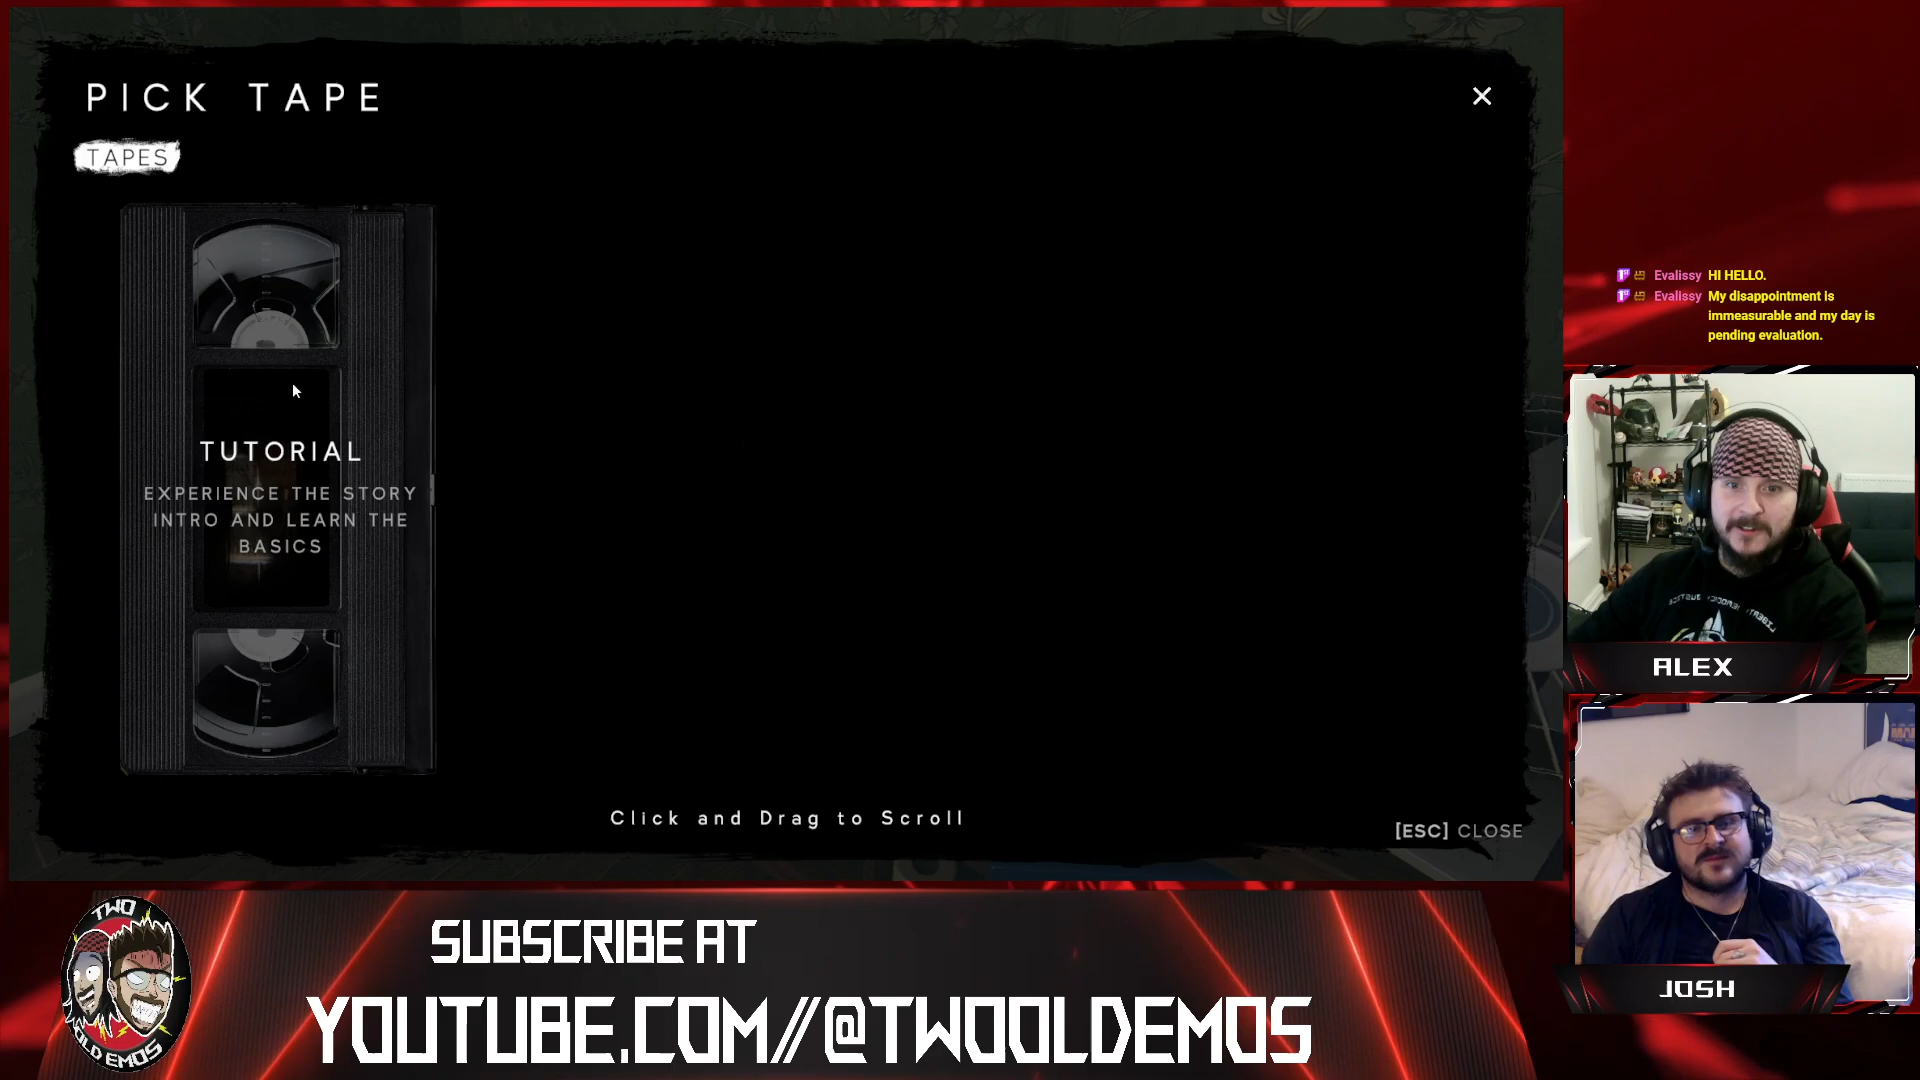 PICK TAPE
TAPES
TUTORIAL
EXPERIENCE THE STORY
INTRO AND LEARN THE
BASICS
Click and Drag to Scroll
[ESC] CLOSE
Evalissy HI HELLO.
Evalissy My disappointment is
immeasurable and my day is
pending evaluation.
ALEX
JOSH
TWO
OLD EMOS
SUBSCRIBE AT
YOUTUBE.COM//@TWOOLDEMOS